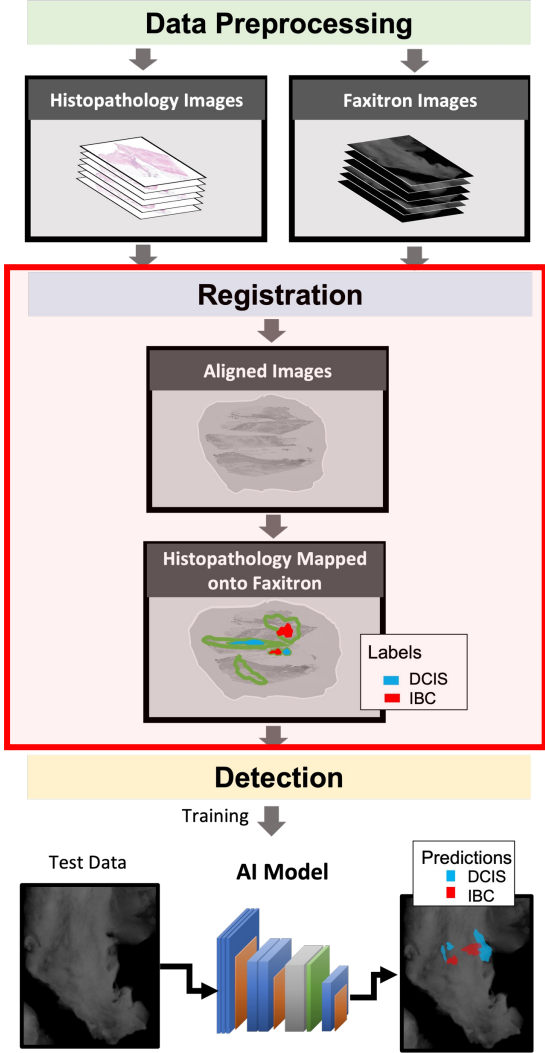 Data Preprocessing
Histopathology Images
Faxitron Images
Registration
Aligned Images
Histopathology Mapped
onto Faxitron
Labels
DCIS
IBC
Detection
Training
Test Data
AI Model
Predictions
DCIS
IBC